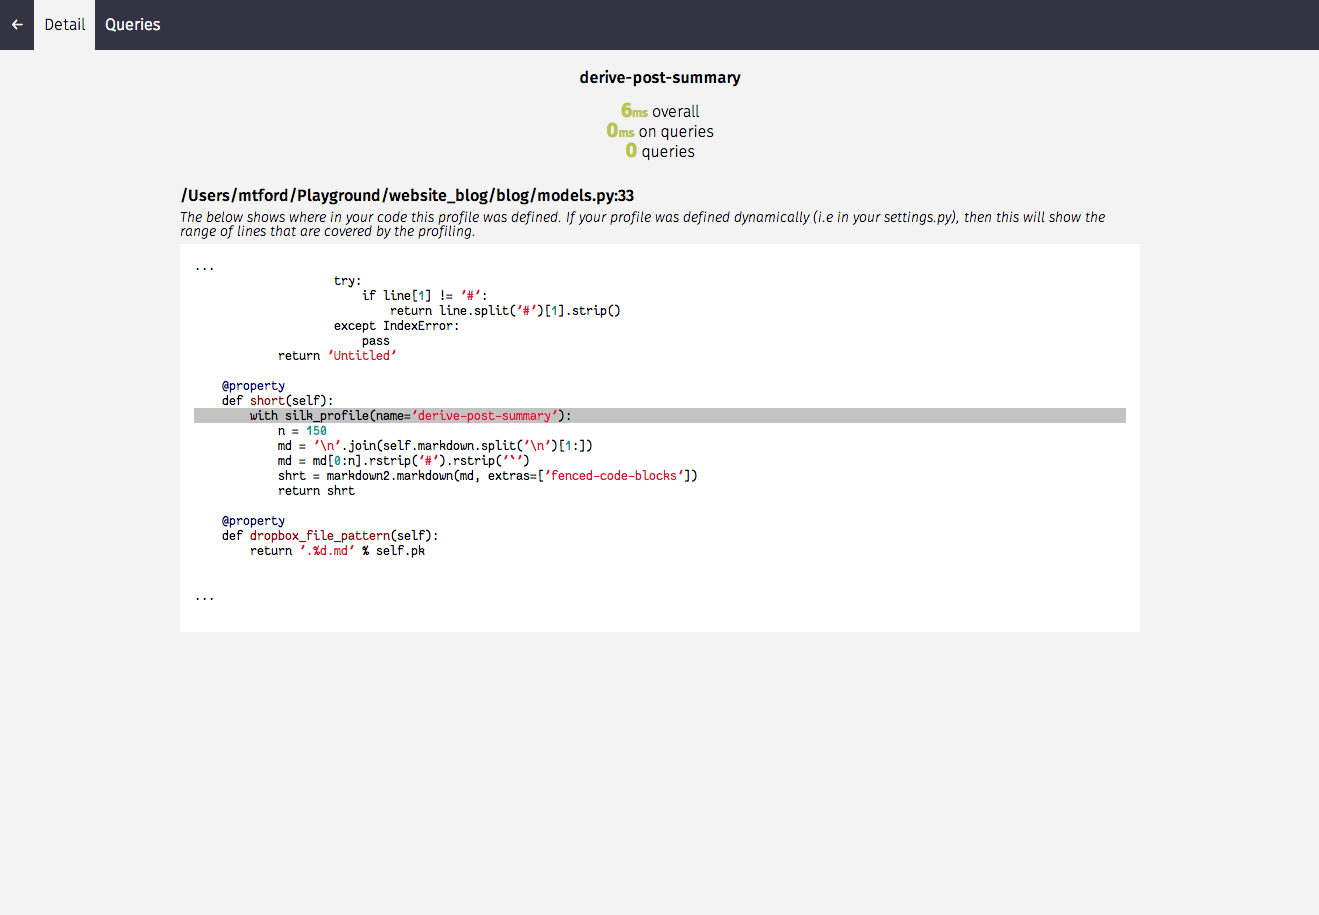 ← Detail Queries
derive-post-summary
6ms overall
0ms on queries
0 queries
/Users/mtford/Playground/website_blog/blog/models.py:33
The below shows where in your code this profile was defined. If your profile was defined dynamically (i.e in your settings.py), then this will show the
range of lines that are covered by the profiling.
...
try:
if line[1] != '#':
return line.split('#')[1].strip()
except IndexError:
pass
return 'Untitled'
@property
def short(self):
with silk_profile(name='derive-post-summary'):
n = 150
md = '\n'.join(self.markdown.split('\n')[1:])
md = md[0:n].rstrip('#').rstrip('`')
shrt = markdown2.markdown(md, extras=['fenced-code-blocks'])
return shrt
@property
def dropbox_file_pattern(self):
return '.%d.md' % self.pk
...